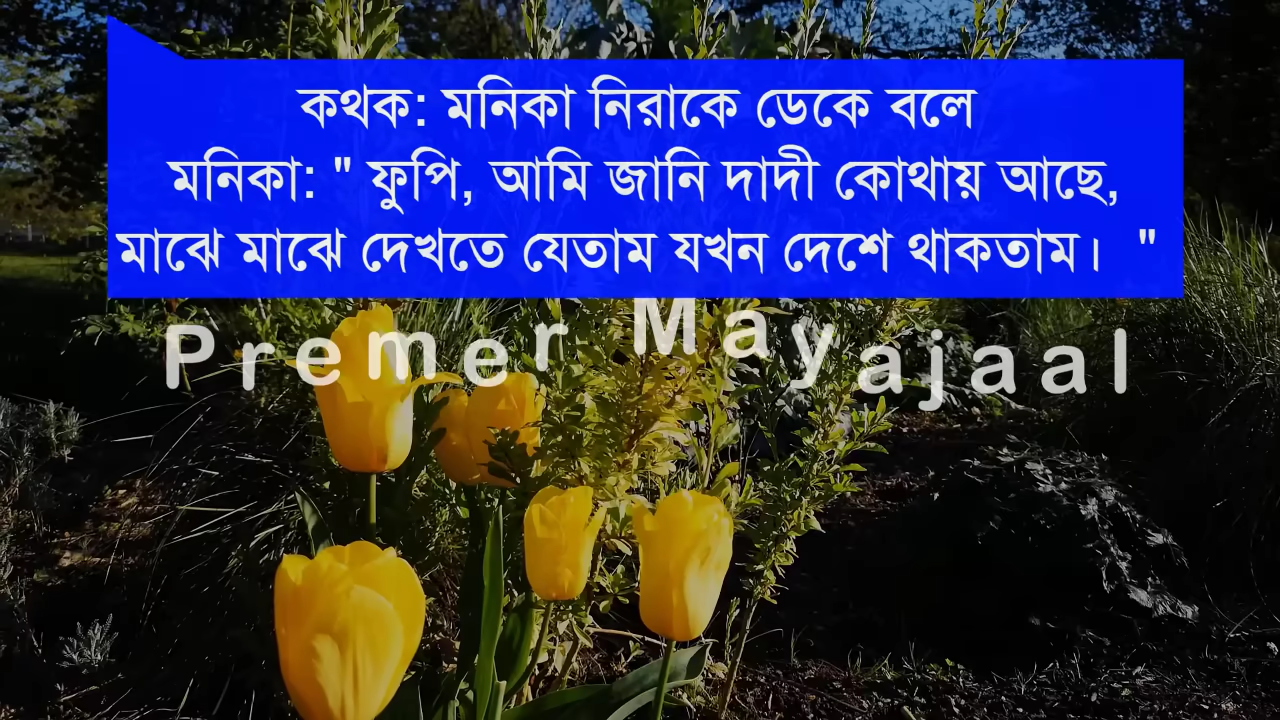 কথক: মনিকা নিরাকে ডেকে বলে
মনিকা: " ফুপি, আমি জানি দাদী কোথায় আছে,
মাঝে মাঝে দেখতে যেতাম যখন দেশে থাকতাম। "
Premer Mayajaal